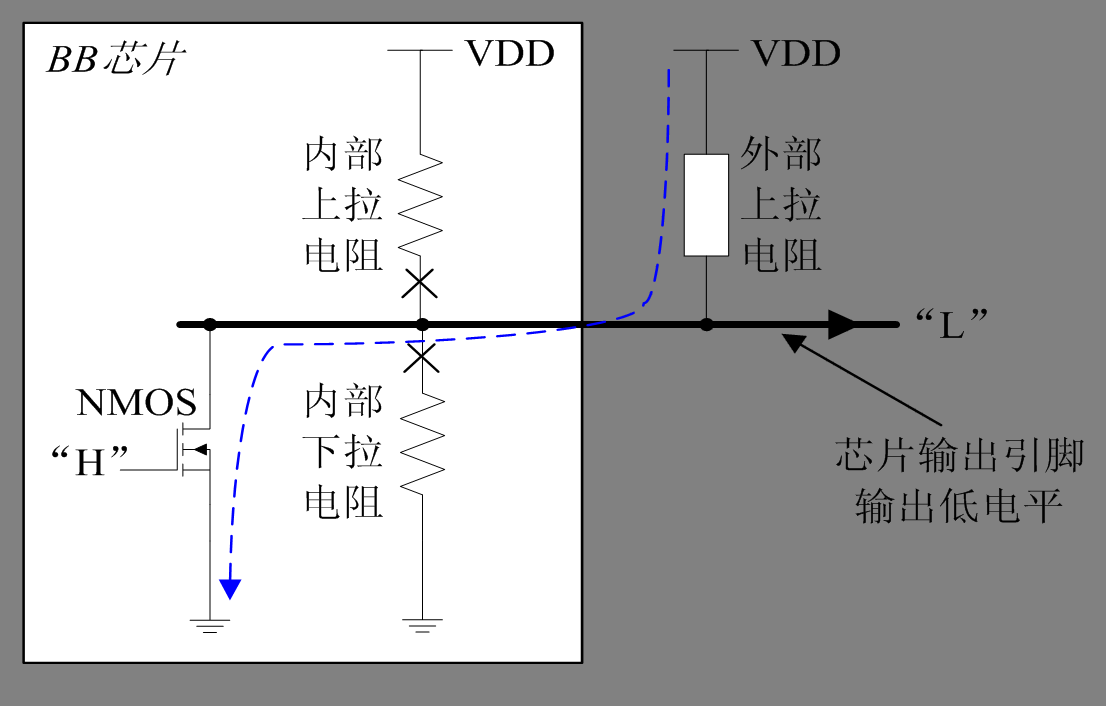 BB芯片
VDD
VDD
内部
上拉
电阻
外部
上拉
电阻
“L”
NMOS
“H”
内部
下拉
电阻
芯片输出引脚
输出低电平